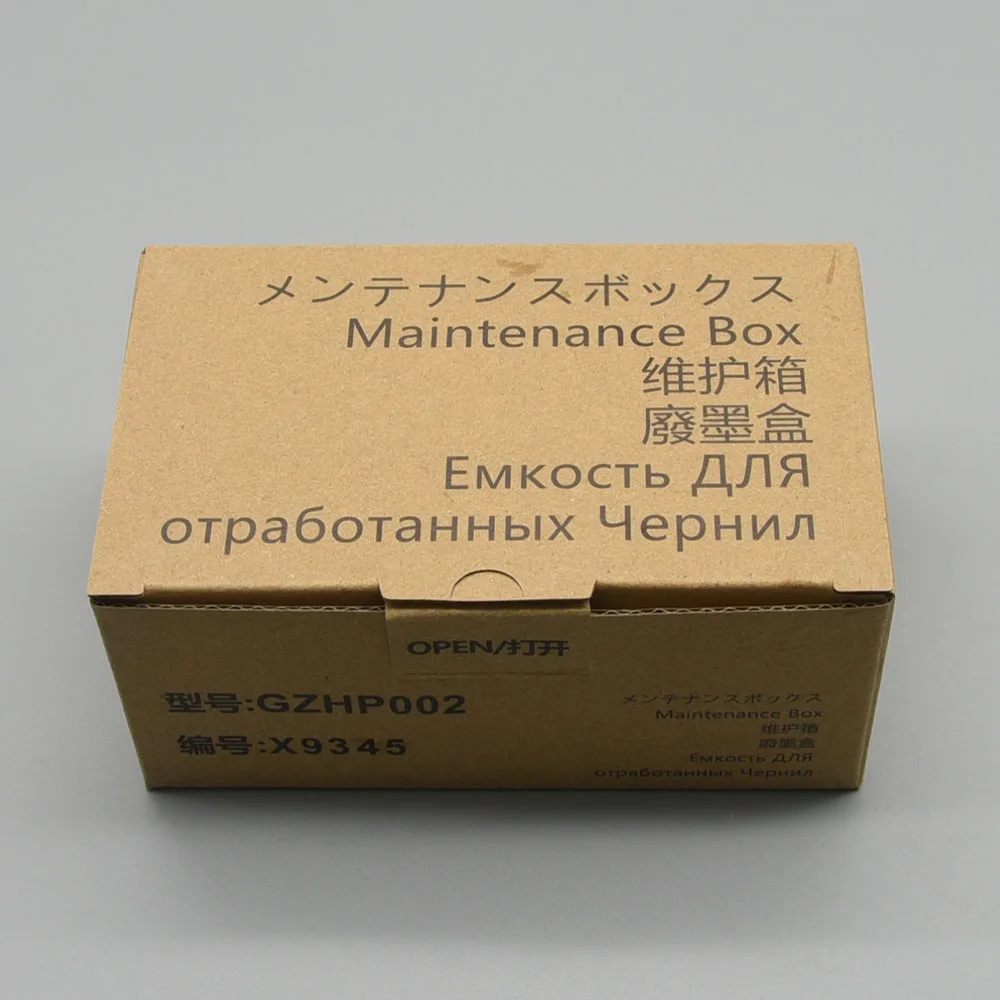 メンテナンスボックス
Maintenance Box
维护箱
廢墨盒
Емкость ДЛЯ
отработанных Чернил
OPEN/打开
型号:GZHP002
编号:X9345
メンテナンスボックス
Maintenance Box
维护箱
廢墨盒
Емкость ДЛЯ
отработанных Чернил